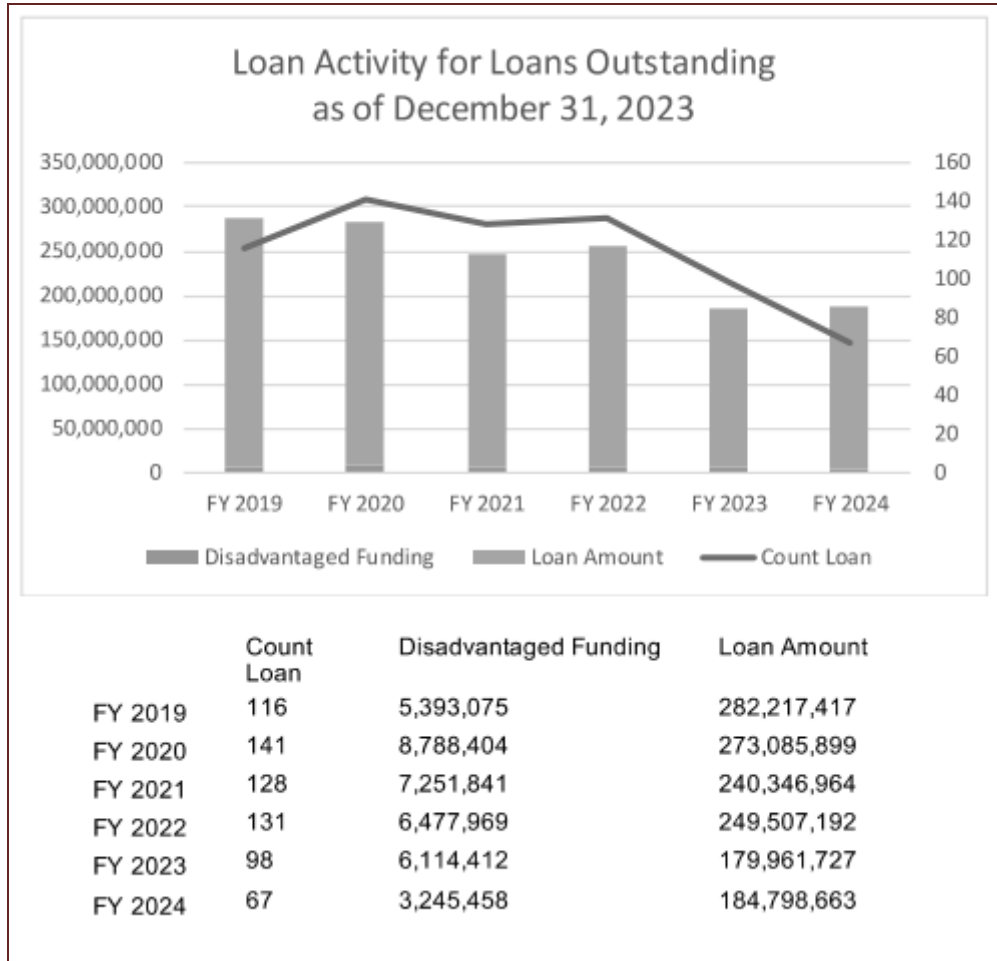 Loan Activity for Loans Outstanding
as of December 31, 2023
350,000,000
300,000,000
250,000,000
200,000,000
150,000,000
100,000,000
50,000,000
0
160
140
120
100
80
60
40
20
0
FY 2019 FY 2020 FY 2021 FY 2022 FY 2023 FY 2024
Disadvantaged Funding Loan Amount Count Loan
Count Disadvantaged Funding Loan Amount
Loan
FY 2019 116 5,393,075 282,217,417
FY 2020 141 8,788,404 273,085,899
FY 2021 128 7,251,841 240,346,964
FY 2022 131 6,477,969 249,507,192
FY 2023 98 6,114,412 179,961,727
FY 2024 67 3,245,458 184,798,663